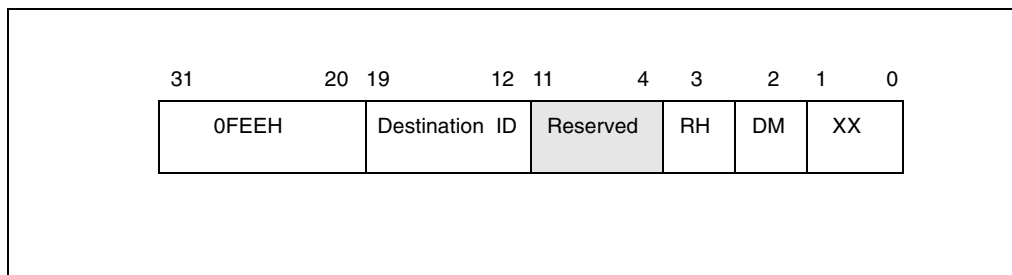 31 20 19 12 11 4 3 2 1 0
0FEEH Destination ID Reserved RH DM XX